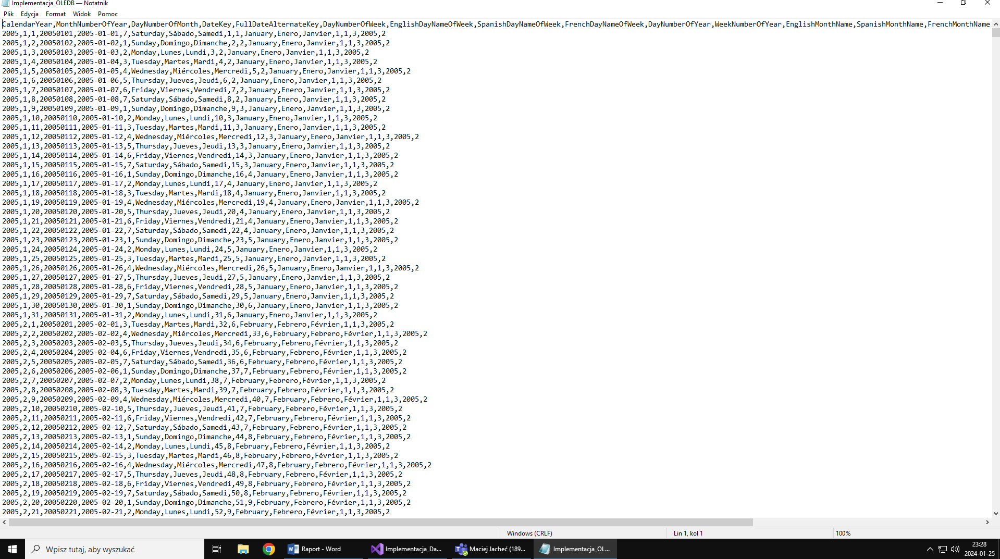 Implementacja_OLEDB — Notatnik
Plik Edycja Format Widok Pomoc
CalendarYear,MonthNumberOfYear,DayNumberOfMonth,DateKey,FullDateAlternateKey,DayNumberOfWeek,EnglishDayNameOfWeek,SpanishDayNameOfWeek,FrenchDayNameOfWeek,DayNumberOfYear,WeekNumberOfYear,EnglishMonthName,SpanishMonthName,FrenchMonthName
2005,1,1,20050101,2005-01-01,7,Saturday,Sábado,Samedi,1,1,January,Enero,Janvier,1,1,3,2005,2
2005,1,2,20050102,2005-01-02,1,Sunday,Domingo,Dimanche,2,2,January,Enero,Janvier,1,1,3,2005,2
2005,1,3,20050103,2005-01-03,2,Monday,Lunes,Lundi,3,2,January,Enero,Janvier,1,1,3,2005,2
2005,1,4,20050104,2005-01-04,3,Tuesday,Martes,Mardi,4,2,January,Enero,Janvier,1,1,3,2005,2
2005,1,5,20050105,2005-01-05,4,Wednesday,Miércoles,Mercredi,5,2,January,Enero,Janvier,1,1,3,2005,2
2005,1,6,20050106,2005-01-06,5,Thursday,Jueves,Jeudi,6,2,January,Enero,Janvier,1,1,3,2005,2
2005,1,7,20050107,2005-01-07,6,Friday,Viernes,Vendredi,7,2,January,Enero,Janvier,1,1,3,2005,2
2005,1,8,20050108,2005-01-08,7,Saturday,Sábado,Samedi,8,2,January,Enero,Janvier,1,1,3,2005,2
2005,1,9,20050109,2005-01-09,1,Sunday,Domingo,Dimanche,9,3,January,Enero,Janvier,1,1,3,2005,2
2005,1,10,20050110,2005-01-10,2,Monday,Lunes,Lundi,10,3,January,Enero,Janvier,1,1,3,2005,2
2005,1,11,20050111,2005-01-11,3,Tuesday,Martes,Mardi,11,3,January,Enero,Janvier,1,1,3,2005,2
2005,1,12,20050112,2005-01-12,4,Wednesday,Miércoles,Mercredi,12,3,January,Enero,Janvier,1,1,3,2005,2
2005,1,13,20050113,2005-01-13,5,Thursday,Jueves,Jeudi,13,3,January,Enero,Janvier,1,1,3,2005,2
2005,1,14,20050114,2005-01-14,6,Friday,Viernes,Vendredi,14,3,January,Enero,Janvier,1,1,3,2005,2
2005,1,15,20050115,2005-01-15,7,Saturday,Sábado,Samedi,15,3,January,Enero,Janvier,1,1,3,2005,2
2005,1,16,20050116,2005-01-16,1,Sunday,Domingo,Dimanche,16,4,January,Enero,Janvier,1,1,3,2005,2
2005,1,17,20050117,2005-01-17,2,Monday,Lunes,Lundi,17,4,January,Enero,Janvier,1,1,3,2005,2
2005,1,18,20050118,2005-01-18,3,Tuesday,Martes,Mardi,18,4,January,Enero,Janvier,1,1,3,2005,2
2005,1,19,20050119,2005-01-19,4,Wednesday,Miércoles,Mercredi,19,4,January,Enero,Janvier,1,1,3,2005,2
2005,1,20,20050120,2005-01-20,5,Thursday,Jueves,Jeudi,20,4,January,Enero,Janvier,1,1,3,2005,2
2005,1,21,20050121,2005-01-21,6,Friday,Viernes,Vendredi,21,4,January,Enero,Janvier,1,1,3,2005,2
2005,1,22,20050122,2005-01-22,7,Saturday,Sábado,Samedi,22,4,January,Enero,Janvier,1,1,3,2005,2
2005,1,23,20050123,2005-01-23,1,Sunday,Domingo,Dimanche,23,5,January,Enero,Janvier,1,1,3,2005,2
2005,1,24,20050124,2005-01-24,2,Monday,Lunes,Lundi,24,5,January,Enero,Janvier,1,1,3,2005,2
2005,1,25,20050125,2005-01-25,3,Tuesday,Martes,Mardi,25,5,January,Enero,Janvier,1,1,3,2005,2
2005,1,26,20050126,2005-01-26,4,Wednesday,Miércoles,Mercredi,26,5,January,Enero,Janvier,1,1,3,2005,2
2005,1,27,20050127,2005-01-27,5,Thursday,Jueves,Jeudi,27,5,January,Enero,Janvier,1,1,3,2005,2
2005,1,28,20050128,2005-01-28,6,Friday,Viernes,Vendredi,28,5,January,Enero,Janvier,1,1,3,2005,2
2005,1,29,20050129,2005-01-29,7,Saturday,Sábado,Samedi,29,5,January,Enero,Janvier,1,1,3,2005,2
2005,1,30,20050130,2005-01-30,1,Sunday,Domingo,Dimanche,30,6,January,Enero,Janvier,1,1,3,2005,2
2005,1,31,20050131,2005-01-31,2,Monday,Lunes,Lundi,31,6,January,Enero,Janvier,1,1,3,2005,2
2005,2,1,20050201,2005-02-01,3,Tuesday,Martes,Mardi,32,6,February,Febrero,Février,1,1,3,2005,2
2005,2,2,20050202,2005-02-02,4,Wednesday,Miércoles,Mercredi,33,6,February,Febrero,Février,1,1,3,2005,2
2005,2,3,20050203,2005-02-03,5,Thursday,Jueves,Jeudi,34,6,February,Febrero,Février,1,1,3,2005,2
2005,2,4,20050204,2005-02-04,6,Friday,Viernes,Vendredi,35,6,February,Febrero,Février,1,1,3,2005,2
2005,2,5,20050205,2005-02-05,7,Saturday,Sábado,Samedi,36,6,February,Febrero,Février,1,1,3,2005,2
2005,2,6,20050206,2005-02-06,1,Sunday,Domingo,Dimanche,37,7,February,Febrero,Février,1,1,3,2005,2
2005,2,7,20050207,2005-02-07,2,Monday,Lunes,Lundi,38,7,February,Febrero,Février,1,1,3,2005,2
2005,2,8,20050208,2005-02-08,3,Tuesday,Martes,Mardi,39,7,February,Febrero,Février,1,1,3,2005,2
2005,2,9,20050209,2005-02-09,4,Wednesday,Miércoles,Mercredi,40,7,February,Febrero,Février,1,1,3,2005,2
2005,2,10,20050210,2005-02-10,5,Thursday,Jueves,Jeudi,41,7,February,Febrero,Février,1,1,3,2005,2
2005,2,11,20050211,2005-02-11,6,Friday,Viernes,Vendredi,42,7,February,Febrero,Février,1,1,3,2005,2
2005,2,12,20050212,2005-02-12,7,Saturday,Sábado,Samedi,43,7,February,Febrero,Février,1,1,3,2005,2
2005,2,13,20050213,2005-02-13,1,Sunday,Domingo,Dimanche,44,8,February,Febrero,Février,1,1,3,2005,2
2005,2,14,20050214,2005-02-14,2,Monday,Lunes,Lundi,45,8,February,Febrero,Février,1,1,3,2005,2
2005,2,15,20050215,2005-02-15,3,Tuesday,Martes,Mardi,46,8,February,Febrero,Février,1,1,3,2005,2
2005,2,16,20050216,2005-02-16,4,Wednesday,Miércoles,Mercredi,47,8,February,Febrero,Février,1,1,3,2005,2
2005,2,17,20050217,2005-02-17,5,Thursday,Jueves,Jeudi,48,8,February,Febrero,Février,1,1,3,2005,2
2005,2,18,20050218,2005-02-18,6,Friday,Viernes,Vendredi,49,8,February,Febrero,Février,1,1,3,2005,2
2005,2,19,20050219,2005-02-19,7,Saturday,Sábado,Samedi,50,8,February,Febrero,Février,1,1,3,2005,2
2005,2,20,20050220,2005-02-20,1,Sunday,Domingo,Dimanche,51,9,February,Febrero,Février,1,1,3,2005,2
2005,2,21,20050221,2005-02-21,2,Monday,Lunes,Lundi,52,9,February,Febrero,Février,1,1,3,2005,2
Windows (CRLF) Lin 1, kol 1 100%
Wpisz tutaj, aby wyszukać Raport - Word Implementacja_Da... Maciej Jacheć (189... Implementacja_OL... 23:28
2024-01-25